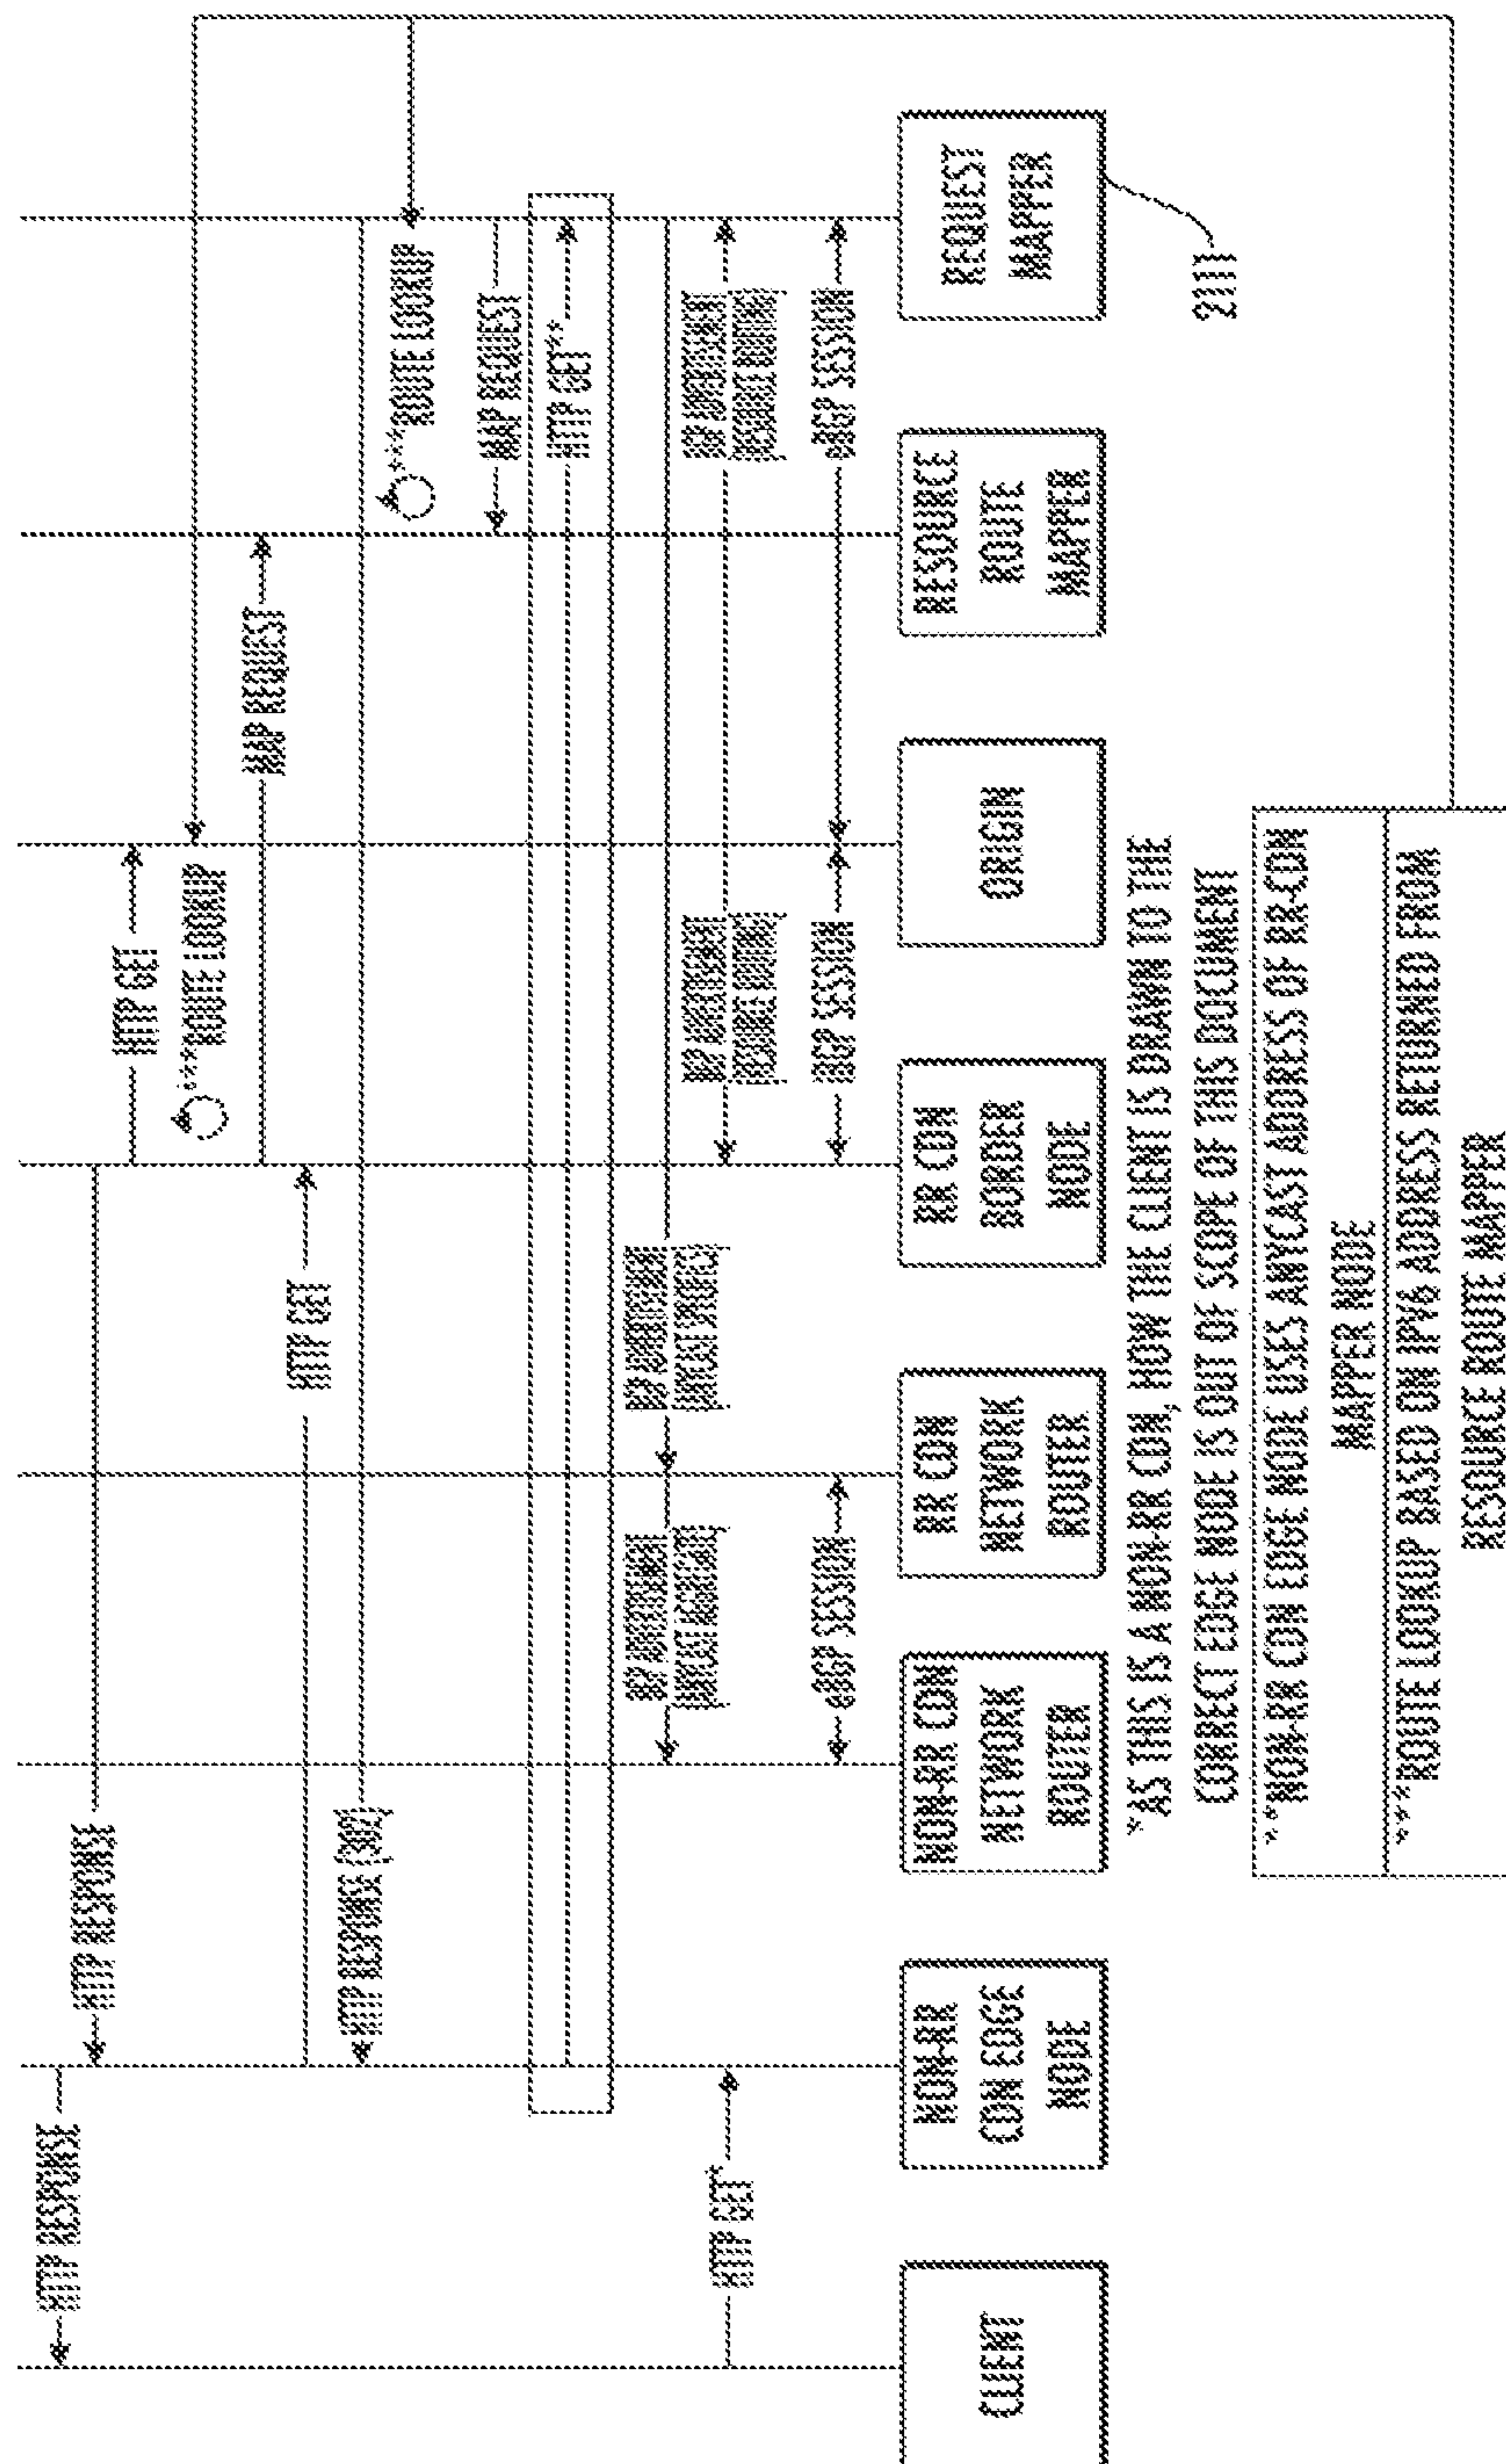 HTTP RESPONSE
HTTP RESPONSE
HTTP GET
***ROUTE LOOKUP
MAP REQUEST
HTTP GET
HTTP RESPONSE (302)
***ROUTE LOOKUP
MAP REQUEST
HTTP GET**
HTTP GET*
eBGP SESSION
SESSION
SESSION
CLIENT
NON-RR
CDN EDGE
NODE
NON-RR CDN
NETWORK
ROUTER
RR CDN
NETWORK
ROUTER
RR CDN
BORDER
NODE
ORIGIN
RESOURCE
ROUTE
MAPPER
REQUEST
MAPPER
2111
*AS THIS IS A NON-RR CDN, HOW THE CLIENT IS DRAWN TO THE
CORRECT EDGE NODE IS OUT OF SCOPE OF THIS DOCUMENT
**NON-RR CDN EDGE NODE USES ANYCAST ADDRESS OF RR-CDN
MAPPER NODE
***ROUTE LOOKUP BASED ON IPV6 ADDRESS RETURNED FROM
RESOURCE ROUTE MAPPER